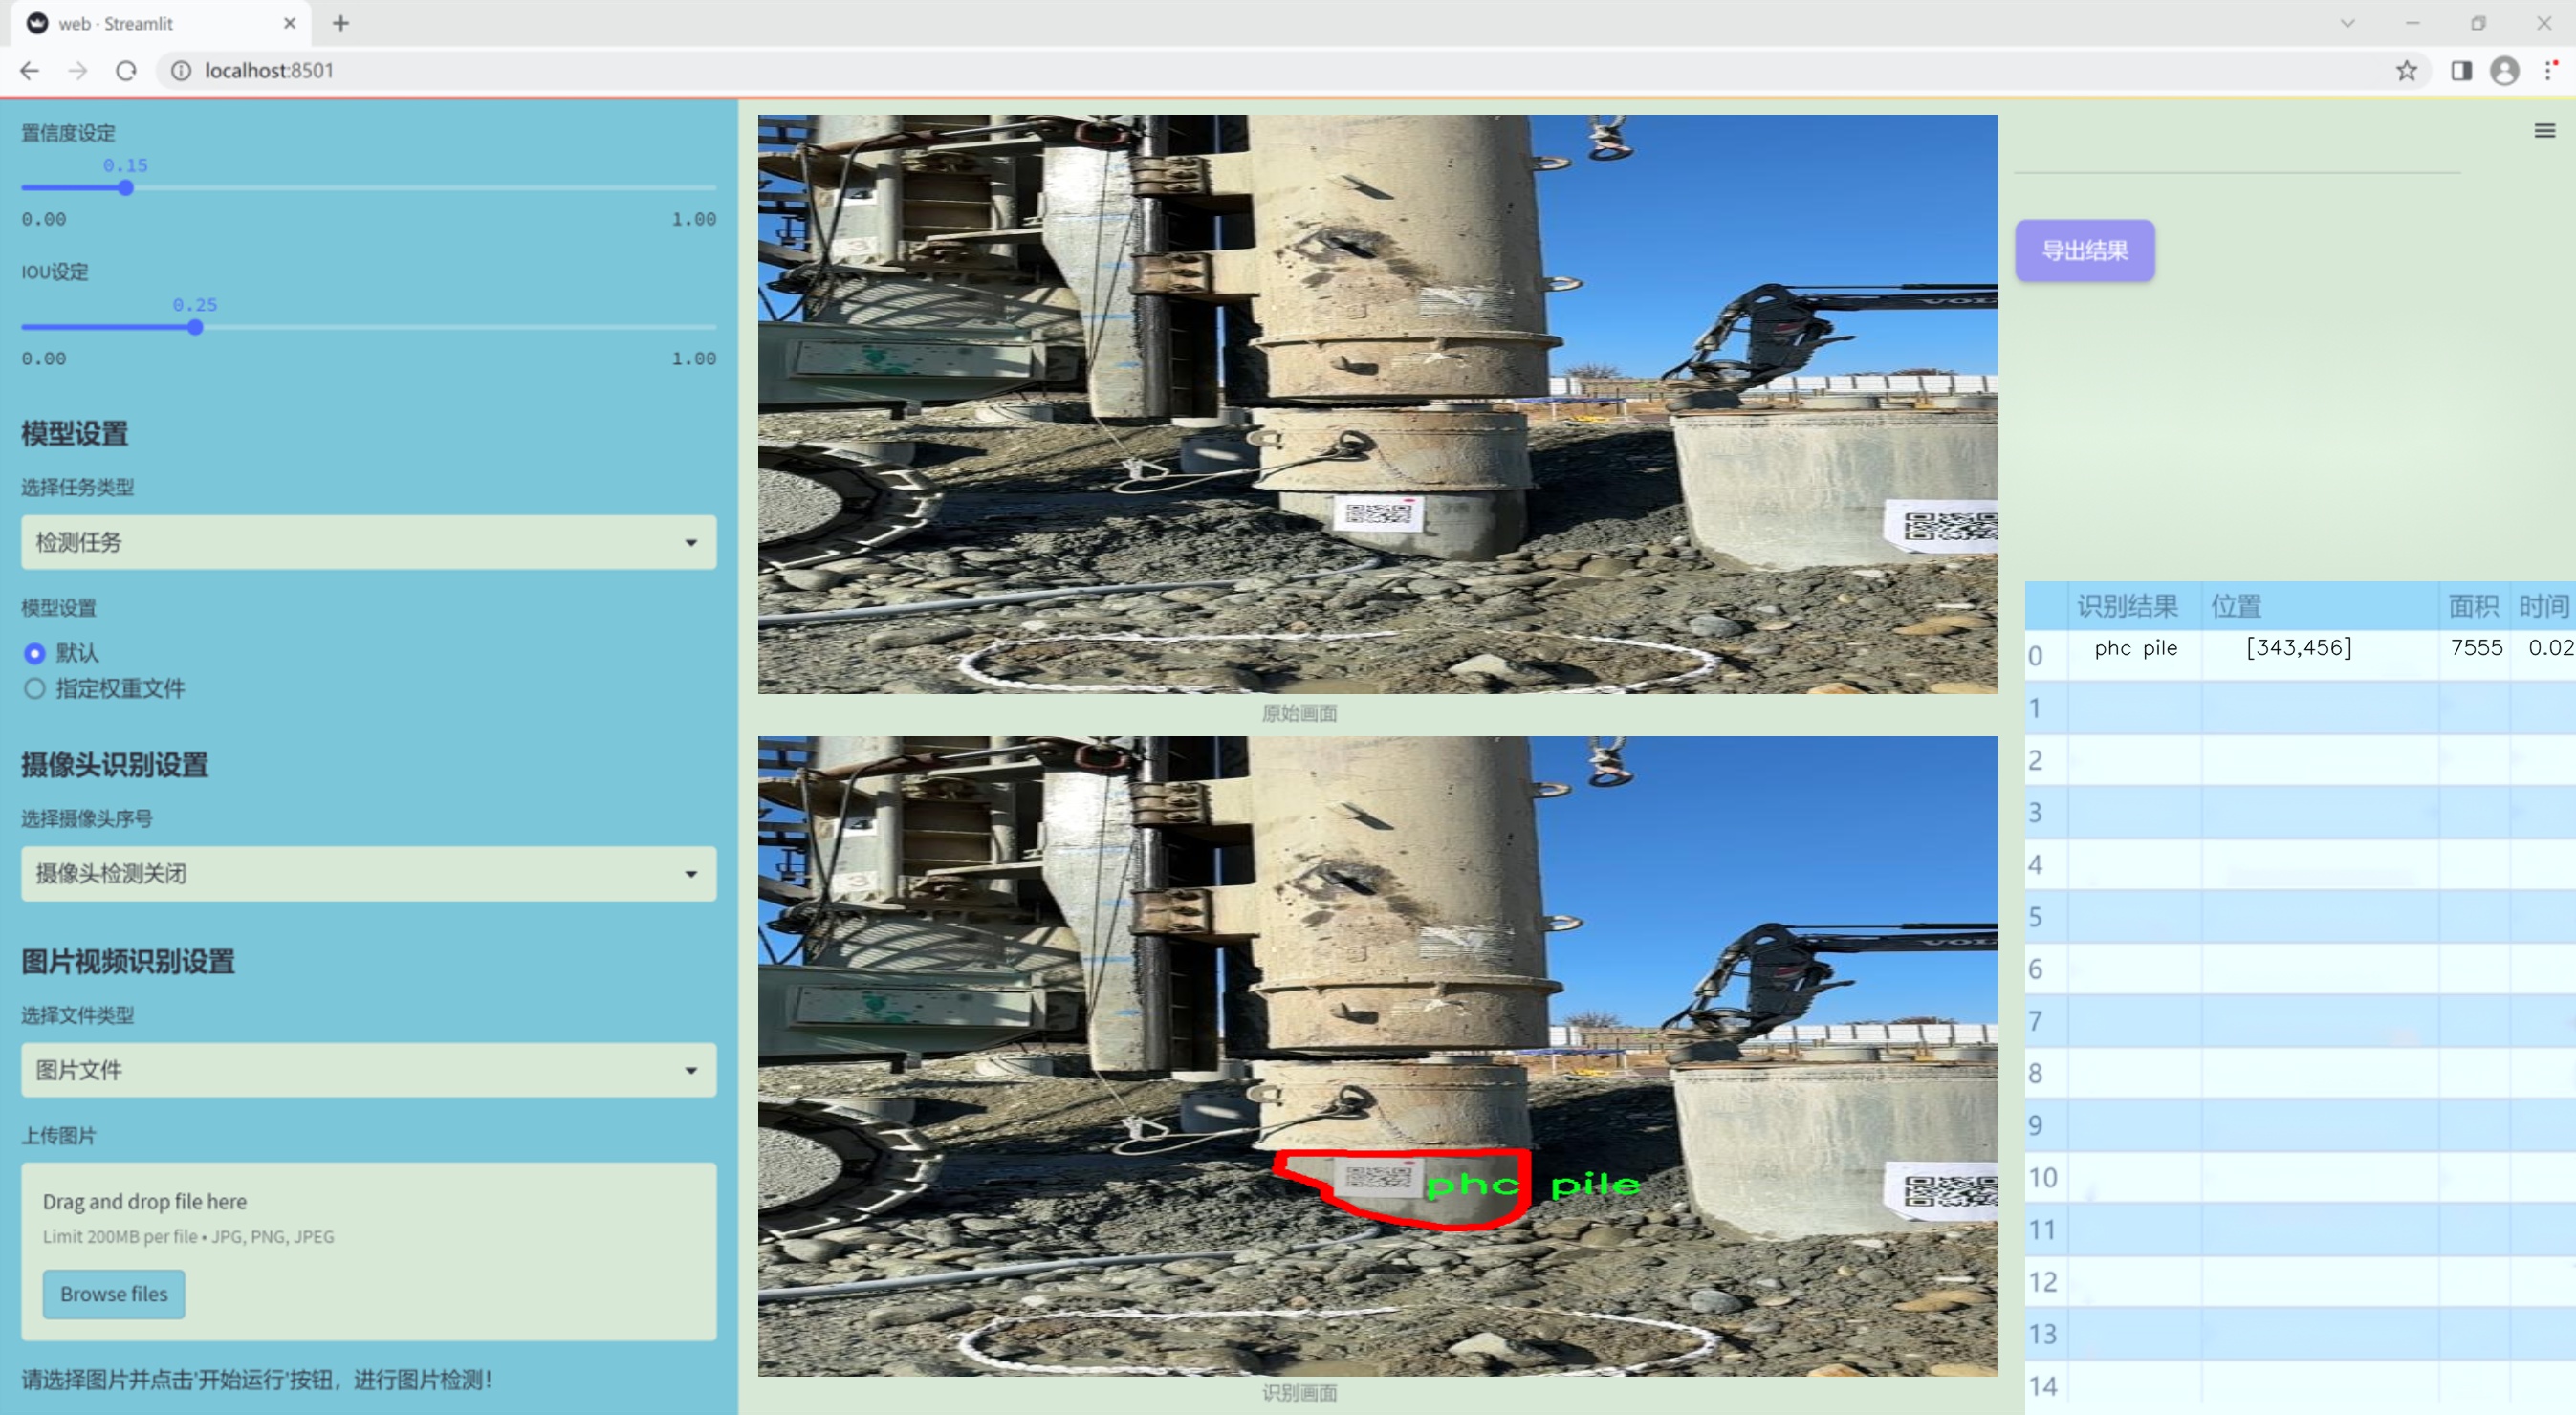 web · Streamlit
localhost:8501
置信度设定
0.15
0.00 1.00
IOU设定
0.25
0.00 1.00
模型设置
选择任务类型
检测任务
模型设置
默认
指定权重文件
摄像头识别设置
选择摄像头序号
摄像头检测关闭
图片视频识别设置
选择文件类型
图片文件
上传图片
Drag and drop file here
Limit 200MB per file • JPG, PNG, JPEG
Browse files
请选择图片并点击'开始运行'按钮，进行图片检测！
4
3
原始画面
4
3
phc pile
识别画面
导出结果
识别结果 位置 面积 时间
0 phc pile [343,456] 7555 0.02
1
2
3
4
5
6
7
8
9
10
11
12
13
14